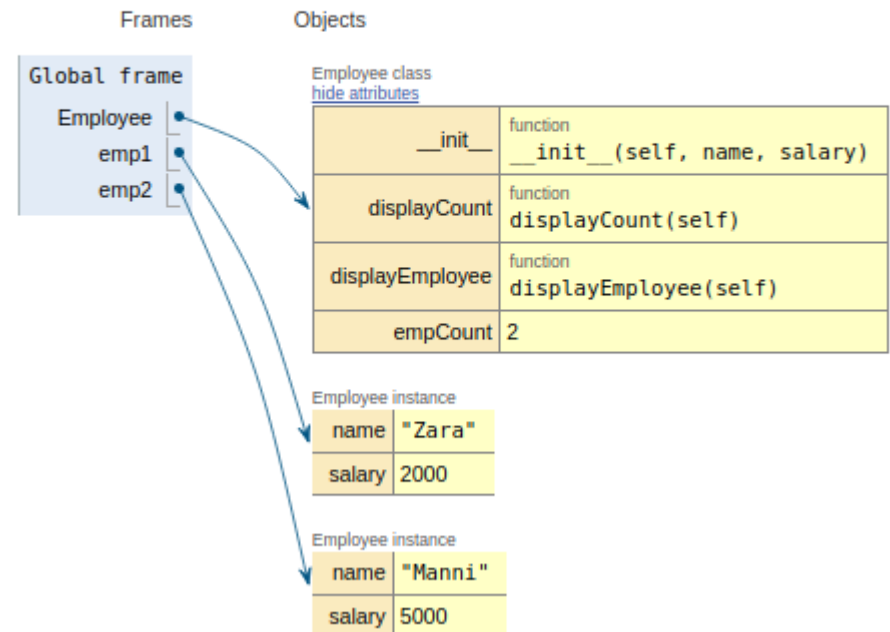 Frames Objects
Global frame
Employee
emp1
emp2
Employee class
hide attributes
__init__ function
__init__(self, name, salary)
displayCount function
displayCount(self)
displayEmployee function
displayEmployee(self)
empCount 2
Employee instance
name "Zara"
salary 2000
Employee instance
name "Manni"
salary 5000